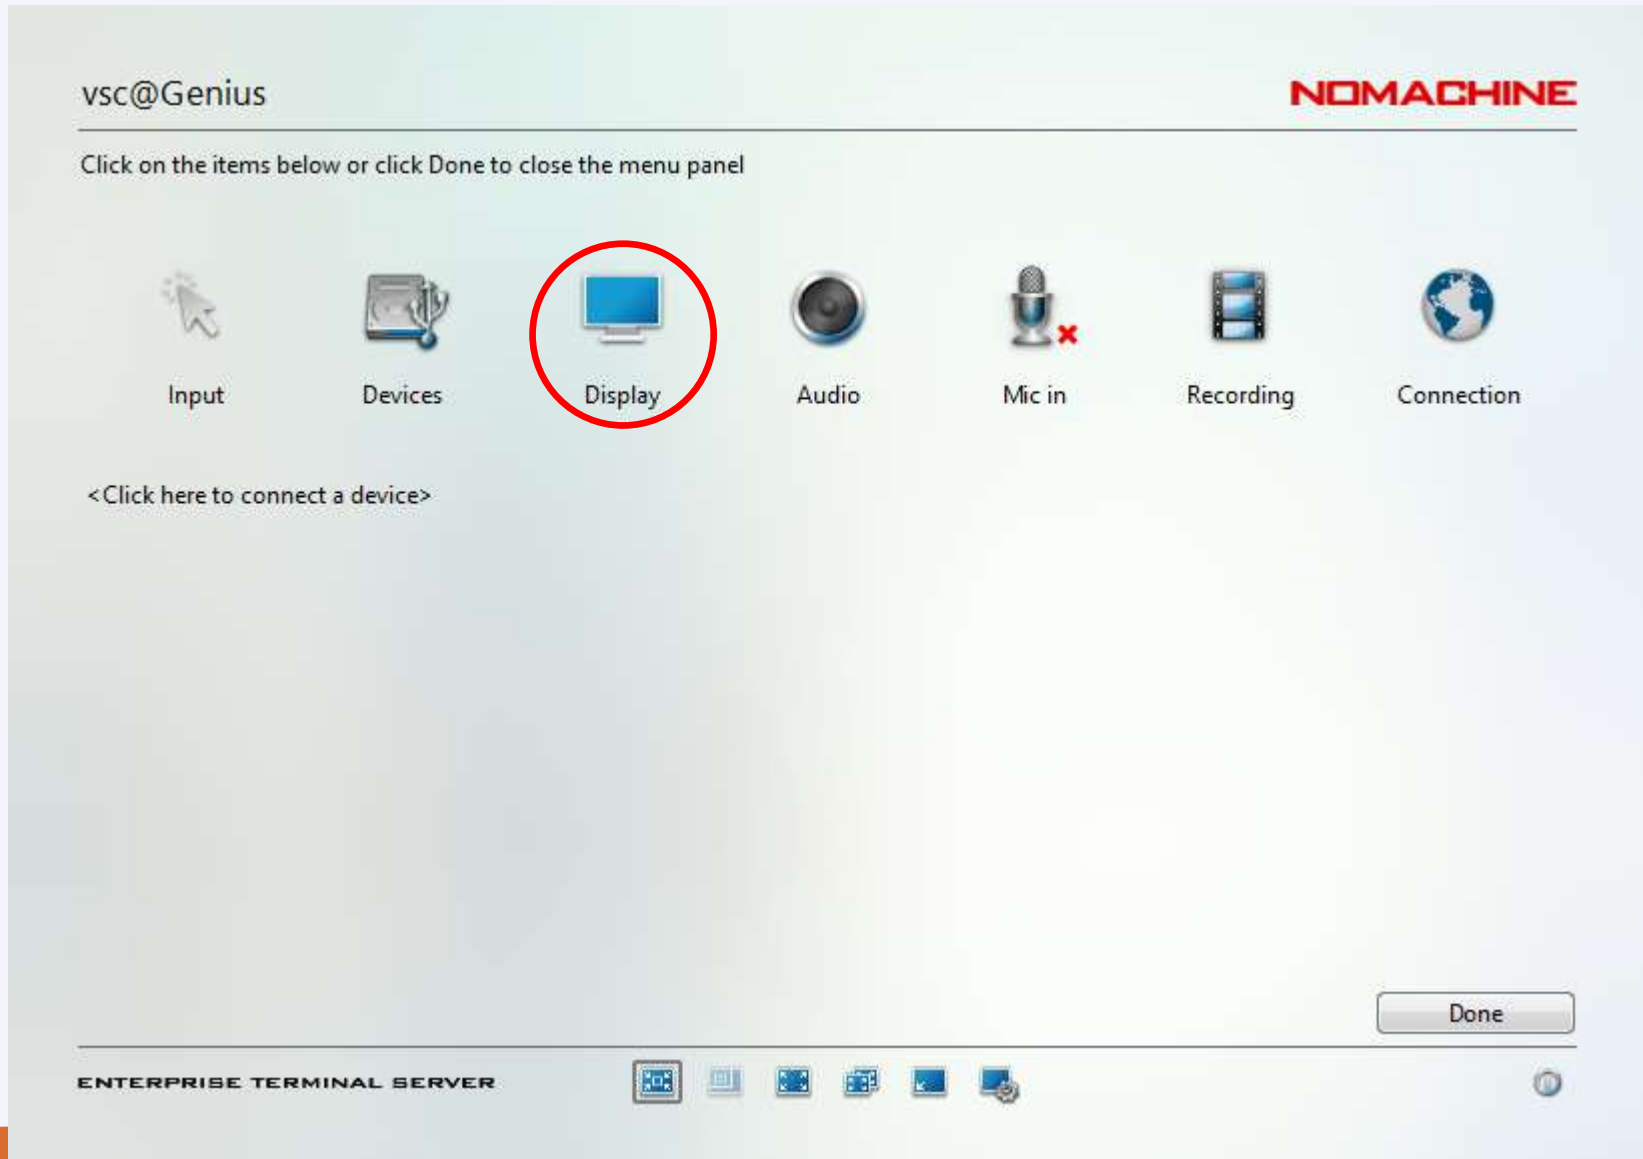 vsc@Genius
NOMACHINE
Click on the items below or click Done to close the menu panel
Input
Devices
Display
Audio
Mic in
Recording
Connection
<Click here to connect a device>
Done
ENTERPRISE TERMINAL SERVER